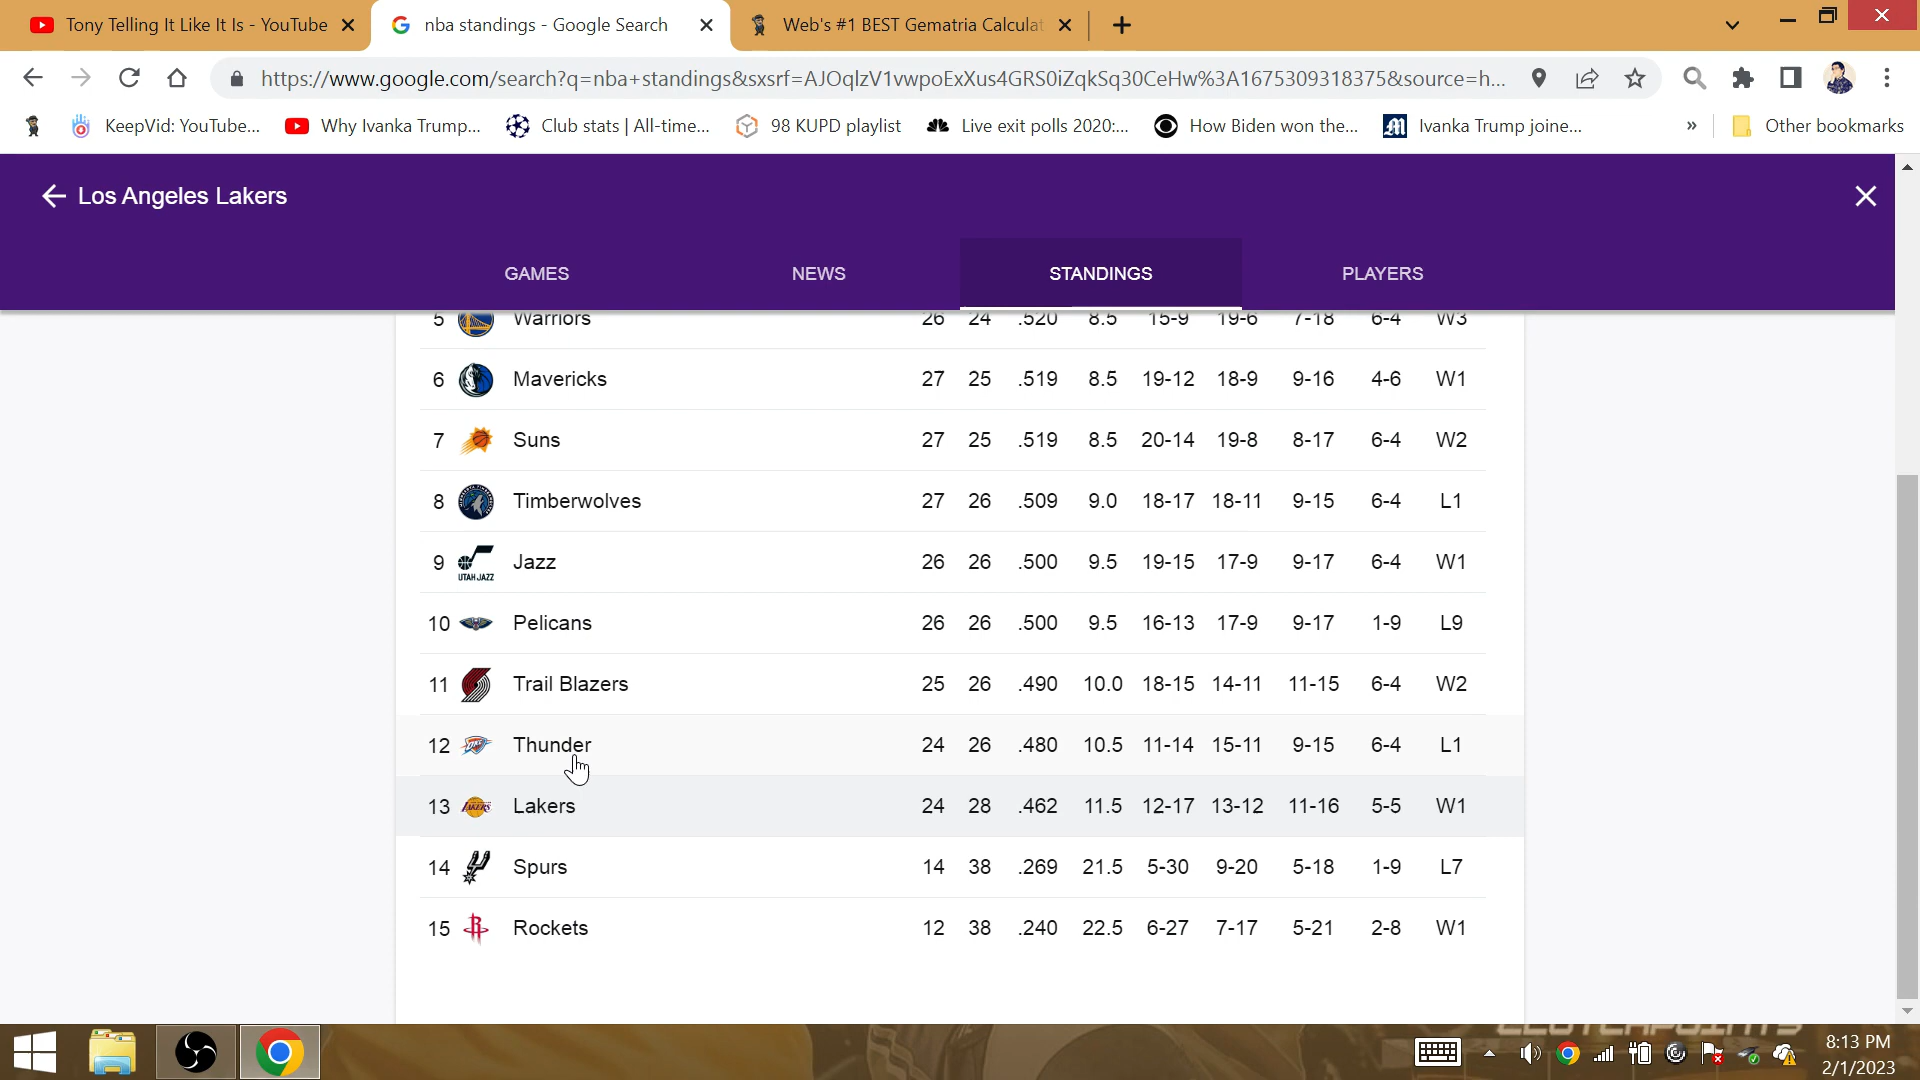 Tony Telling It Like It Is - YouTube
nba standings - Google Search
Web's #1 BEST Gematria Calculat
https://www.google.com/search?q=nba+standings&sxsrf=AJOqlzV1vwpoExXus4GRS0iZqkSq30CeHw%3A1675309318375&source=h...
KeepVid: YouTube... Why Ivanka Trump... Club stats | All-time... 98 KUPD playlist Live exit polls 2020:... How Biden won the... Ivanka Trump joine... » Other bookmarks
Los Angeles Lakers
GAMES NEWS STANDINGS PLAYERS
5 Warriors 26 24 .520 8.5 15-9 19-6 7-18 6-4 W3
6 Mavericks 27 25 .519 8.5 19-12 18-9 9-16 4-6 W1
7 Suns 27 25 .519 8.5 20-14 19-8 8-17 6-4 W2
8 Timberwolves 27 26 .509 9.0 18-17 18-11 9-15 6-4 L1
9 UTAH JAZZ Jazz 26 26 .500 9.5 19-15 17-9 9-17 6-4 W1
10 Pelicans 26 26 .500 9.5 16-13 17-9 9-17 1-9 L9
11 Trail Blazers 25 26 .490 10.0 18-15 14-11 11-15 6-4 W2
12 Thunder 24 26 .480 10.5 11-14 15-11 9-15 6-4 L1
13 LAKERS Lakers 24 28 .462 11.5 12-17 13-12 11-16 5-5 W1
14 Spurs 14 38 .269 21.5 5-30 9-20 5-18 1-9 L7
15 Rockets 12 38 .240 22.5 6-27 7-17 5-21 2-8 W1
CLUTCHPOINTS
8:13 PM
2/1/2023